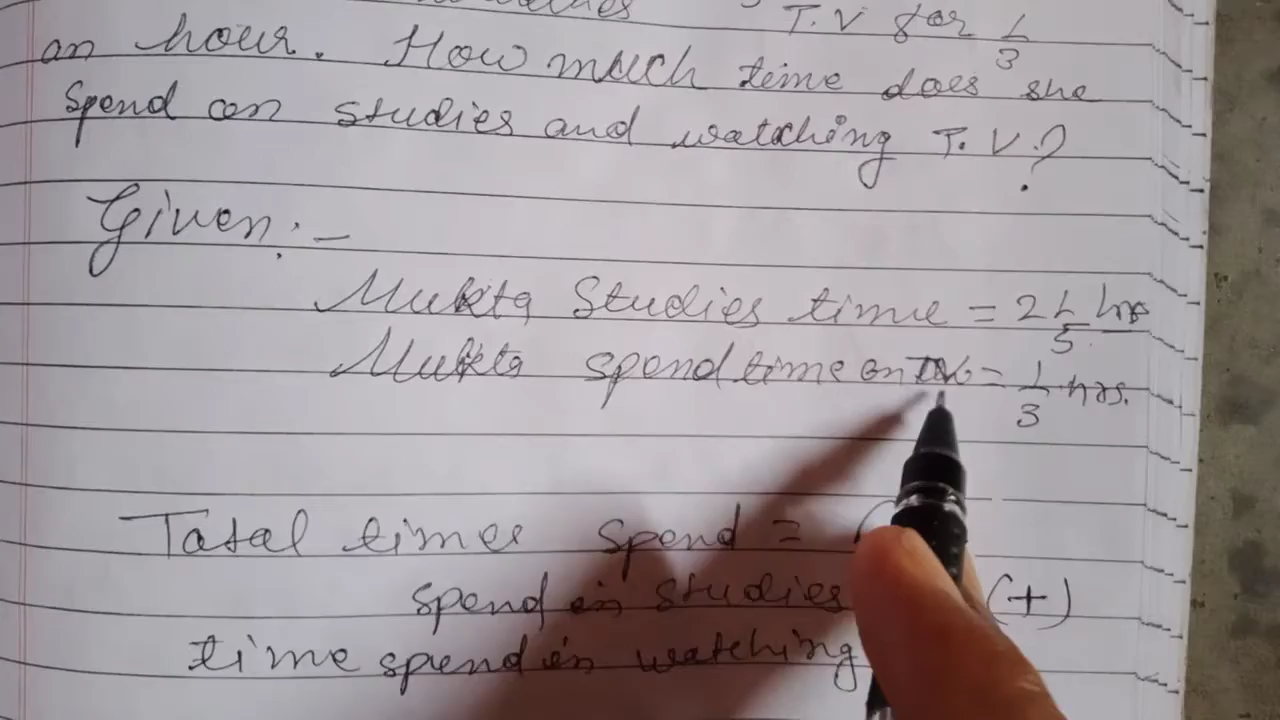 T.V for 1/3
an hour. How much time does she
Spend on studies and watching T.V.?
Given:-
Mukta Studies time = 2 1/5 hrs
Mukta spend time on TV = 1/3 hrs.
Total times spend =
spend in studies (+)
time spend in watching